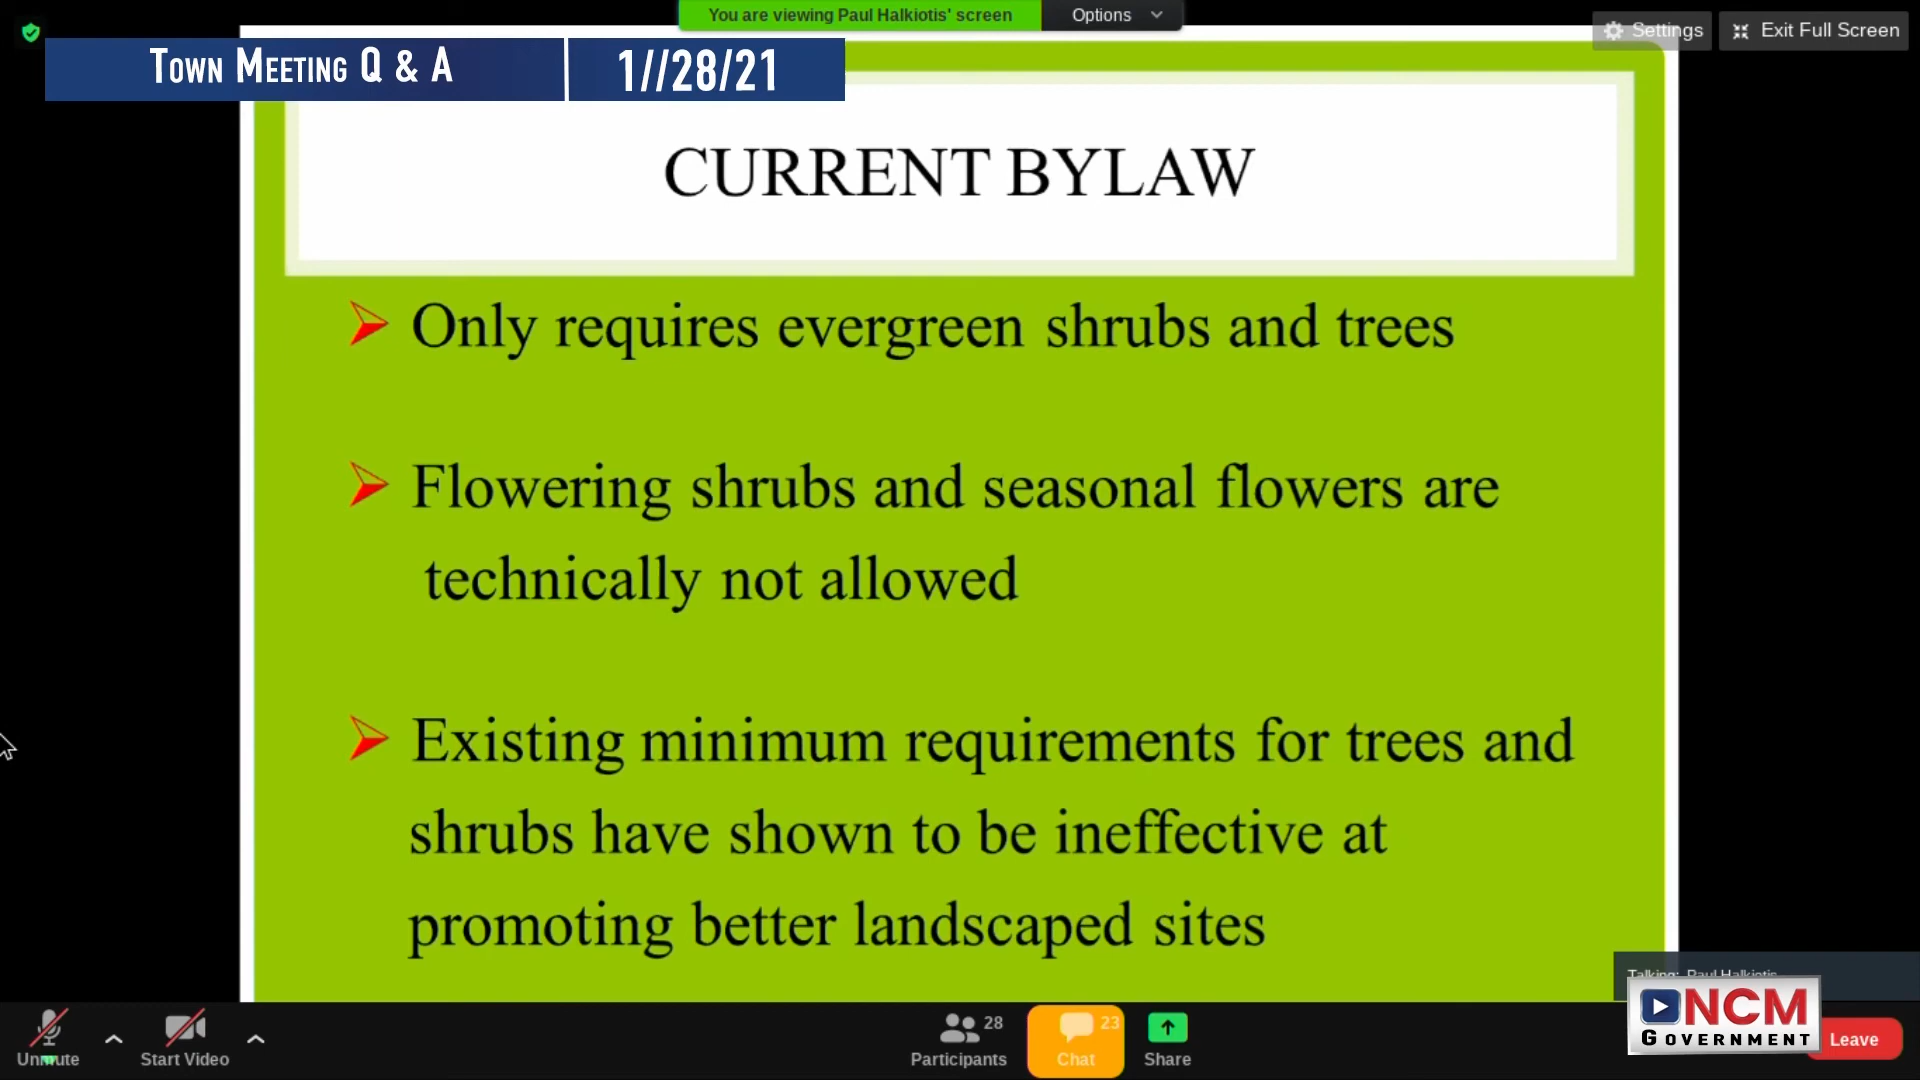 You are viewing Paul Halkiotis' screen
Options
Settings
Exit Full Screen
TOWN MEETING Q & A
1//28/21
CURRENT BYLAW
Only requires evergreen shrubs and trees
Flowering shrubs and seasonal flowers are
technically not allowed
Existing minimum requirements for trees and
shrubs have shown to be ineffective at
promoting better landscaped sites
Talking: Paul Halkiotis
NCM
GOVERNMENT
Unmute
Start Video
28
Participants
23
Chat
Share
Leave